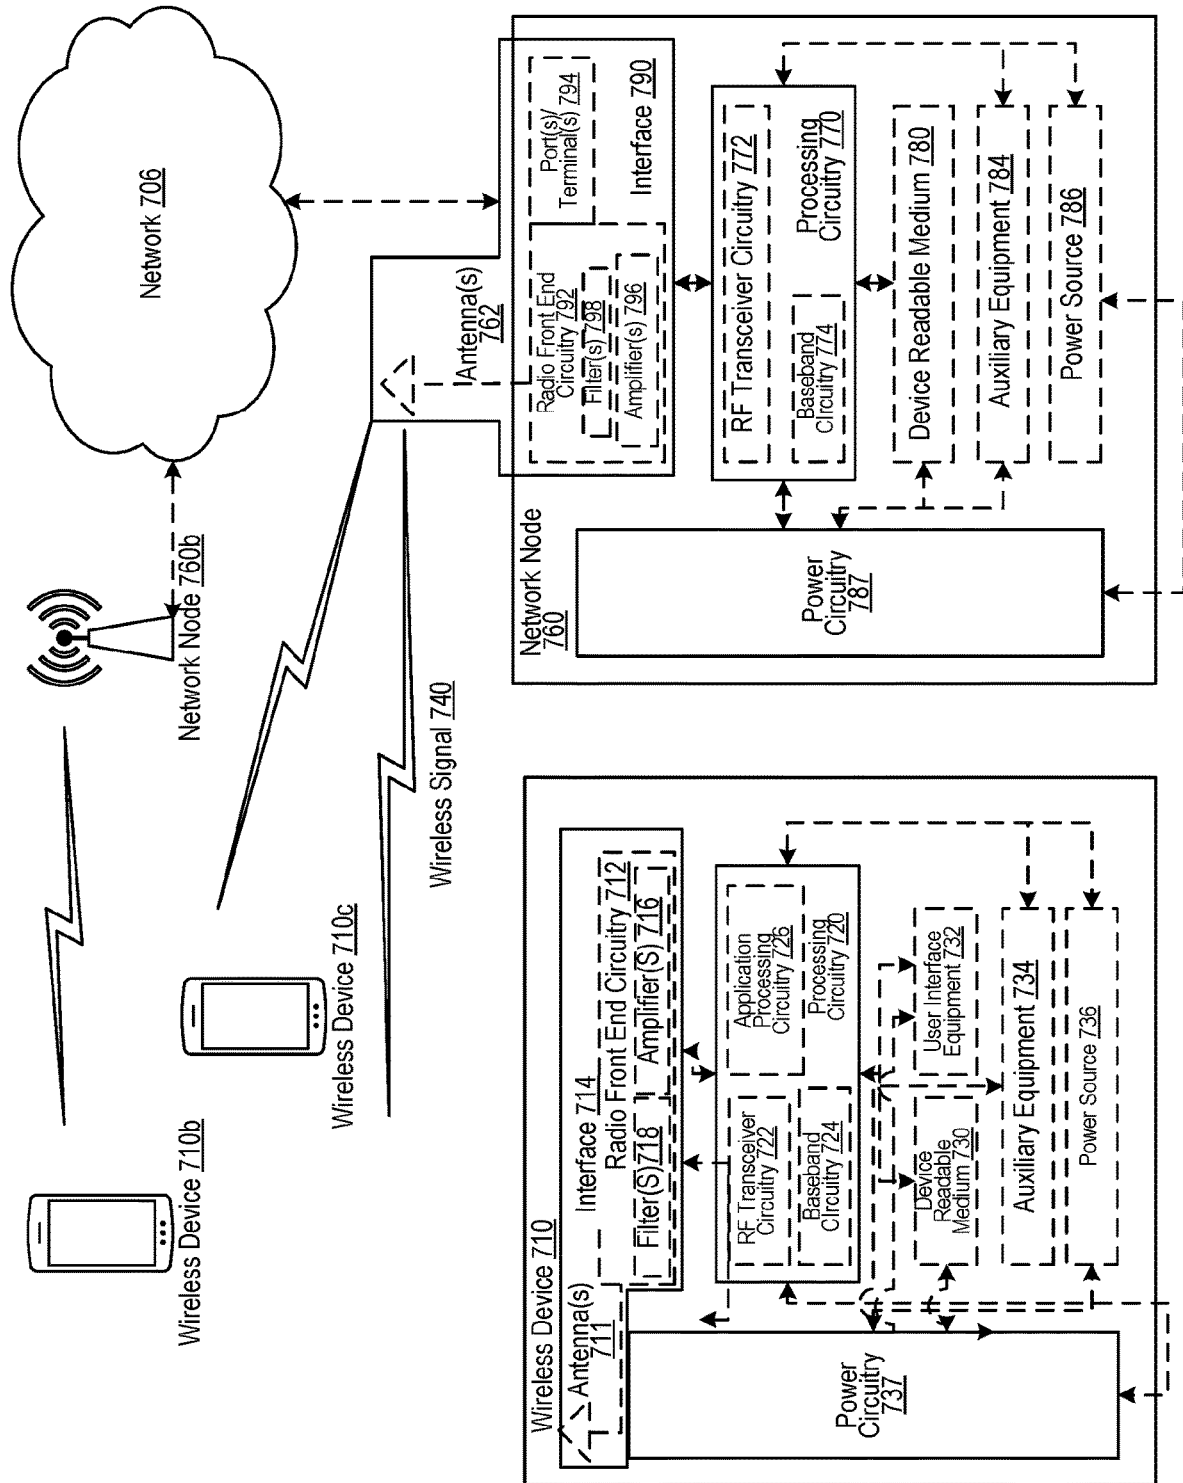 Network 706
Network Node 760b
Wireless Device 710b
Wireless Device 710c
Wireless Signal 740
Antenna(s)
762
Network Node
760
Port(s)/
Terminal(s) 794
Interface 790
Radio Front End
Circuitry 792
Filter(s) 798
Amplifier(s) 796
RF Transceiver Circuitry 772
Baseband
CIrcuitry 774
Processing
Circuitry 770
Device Readable Medium 780
Auxiliary Equipment 784
Power Source 786
Power
Circuitry
787
Wireless Device 710
Antenna(s)
711
Interface 714
Radio Front End Circuitry 712
Filter(S) 718
Amplifier(S) 716
RF Transceiver
Circuitry 722
Baseband
CIrcuitry 724
Application
Processing
Circuitry 726
Processing
Circuitry 720
Device
Readable
Medium 730
User Interface
Equipment 732
Auxiliary Equipment 734
Power Source 736
Power
Circuitry
737